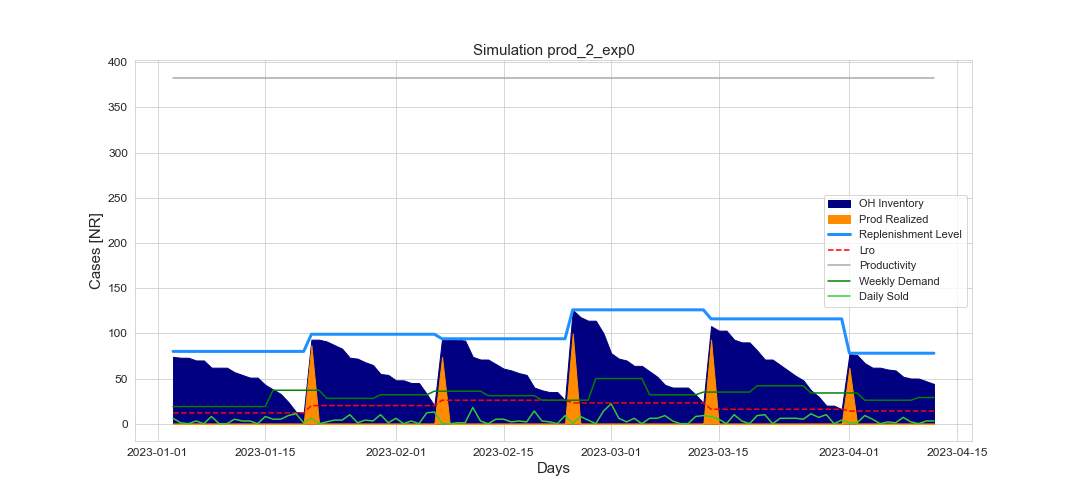 Simulation prod_2_exp0
400
350
300
250
200
150
100
50
0
Cases [NR]
OH Inventory
Prod Realized
Replenishment Level
Lro
Productivity
Weekly Demand
Daily Sold
2023-01-01 2023-01-15 2023-02-01 2023-02-15 2023-03-01 2023-03-15 2023-04-01 2023-04-15
Days